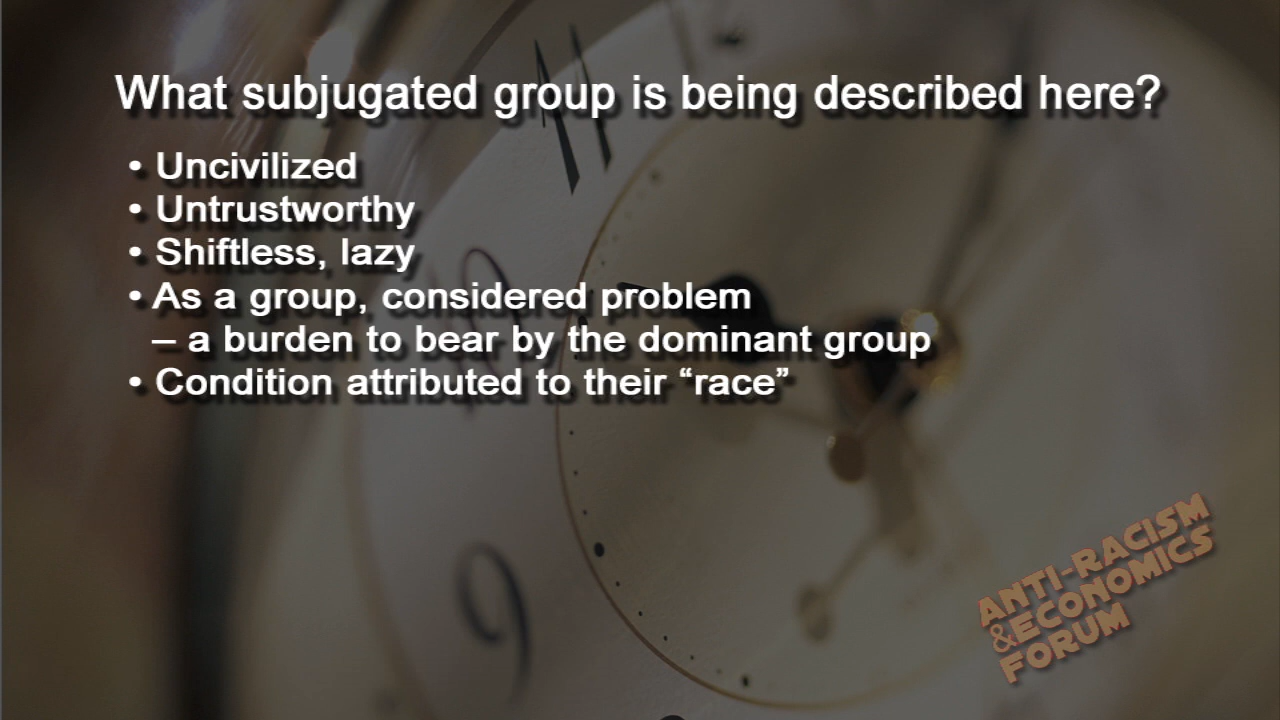 What subjugated group is being described here?
• Uncivilized
• Untrustworthy
• Shiftless, lazy
• As a group, considered problem
– a burden to bear by the dominant group
• Condition attributed to their “race”
ANTI-RACISM
&ECONOMICS
FORUM
9